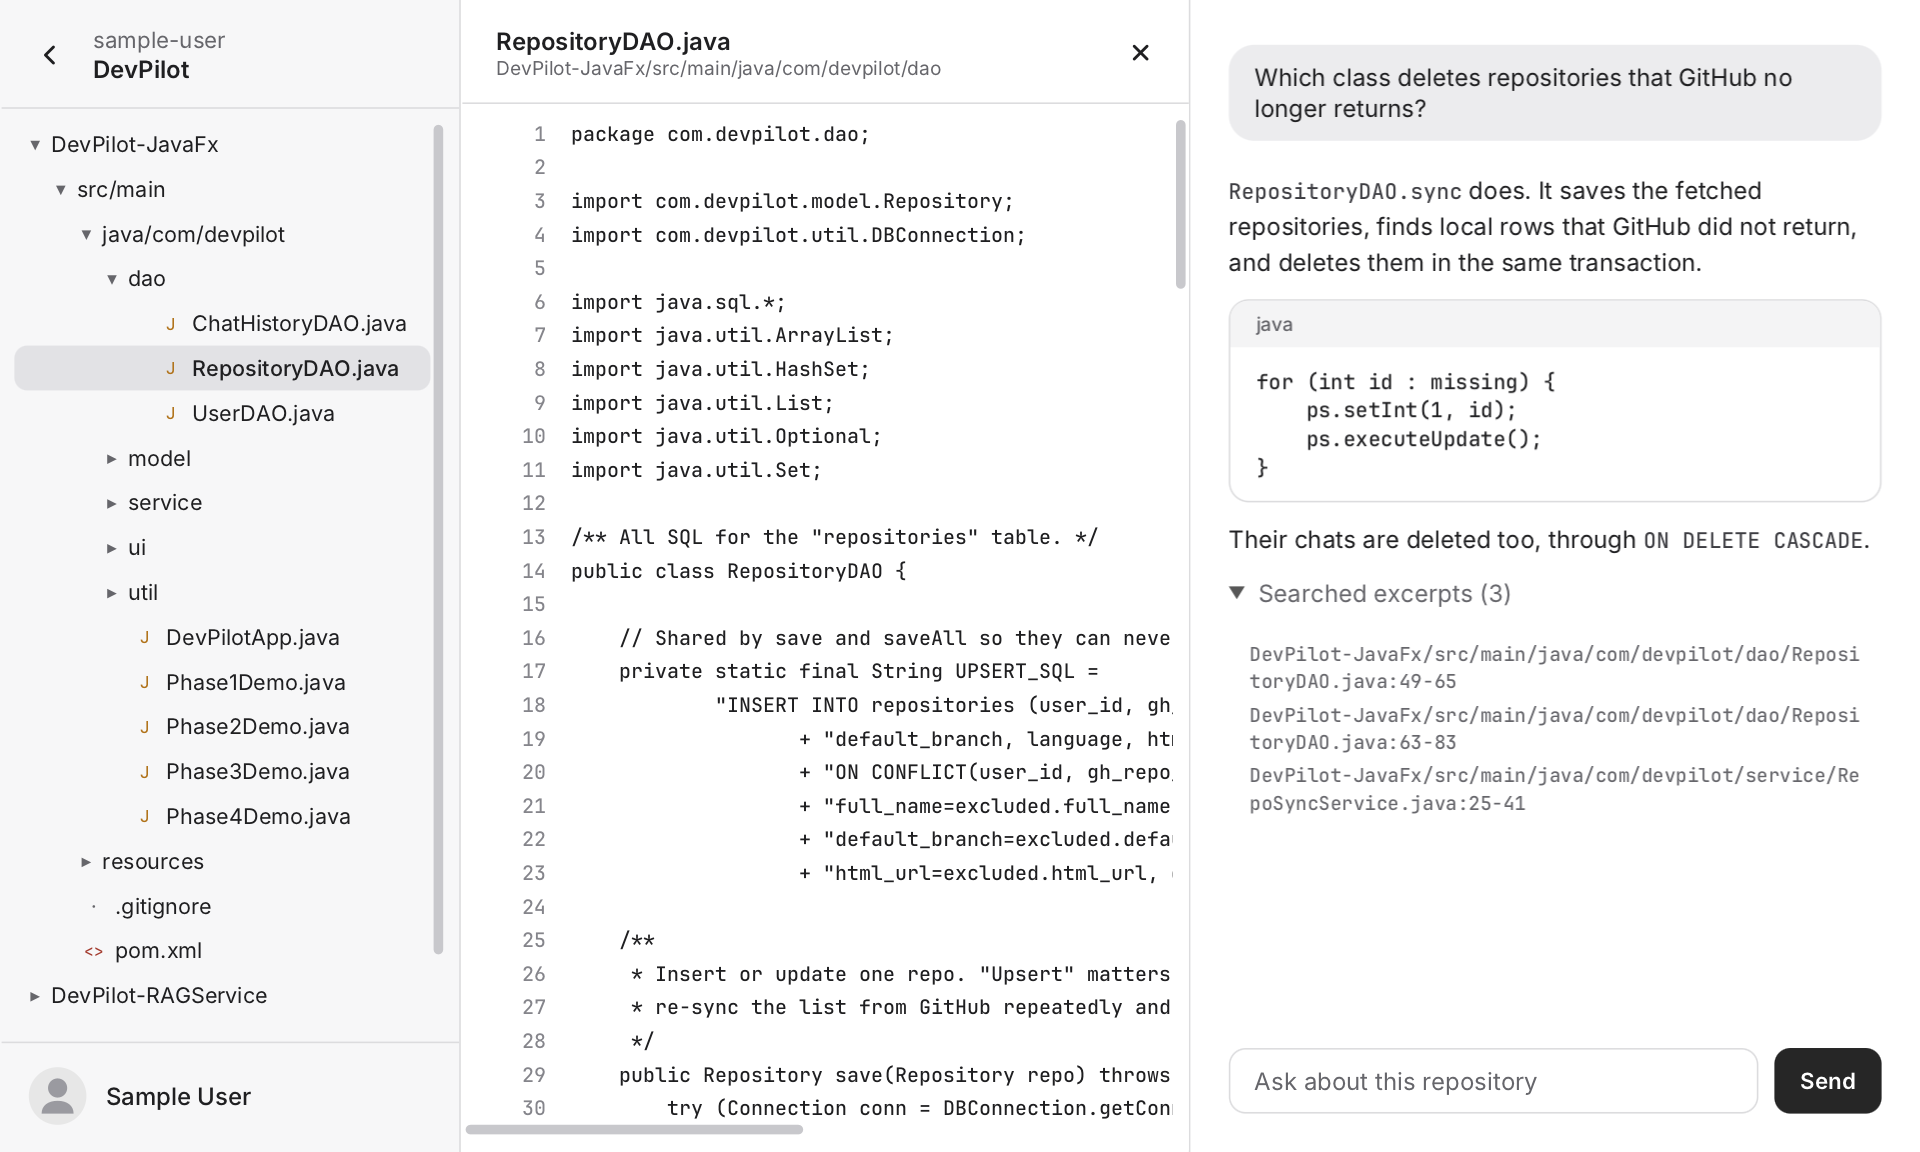 sample-user
DevPilot
DevPilot-JavaFx
src/main
java/com/devpilot
dao
J ChatHistoryDAO.java
J RepositoryDAO.java
J UserDAO.java
model
service
ui
util
J DevPilotApp.java
J Phase1Demo.java
J Phase2Demo.java
J Phase3Demo.java
J Phase4Demo.java
resources
.gitignore
<> pom.xml
DevPilot-RAGService
Sample User
RepositoryDAO.java
DevPilot-JavaFx/src/main/java/com/devpilot/dao
1 package com.devpilot.dao;
2
3 import com.devpilot.model.Repository;
4 import com.devpilot.util.DBConnection;
5
6 import java.sql.*;
7 import java.util.ArrayList;
8 import java.util.HashSet;
9 import java.util.List;
10 import java.util.Optional;
11 import java.util.Set;
12
13 /** All SQL for the "repositories" table. */
14 public class RepositoryDAO {
15
16     // Shared by save and saveAll so they can neve
17     private static final String UPSERT_SQL =
18             "INSERT INTO repositories (user_id, gh_
19                    + "default_branch, language, htm
20                    + "ON CONFLICT(user_id, gh_repo_
21                    + "full_name=excluded.full_name
22                    + "default_branch=excluded.defau
23                    + "html_url=excluded.html_url,
24
25     /**
26      * Insert or update one repo. "Upsert" matters
27      * re-sync the list from GitHub repeatedly and
28      */
29     public Repository save(Repository repo) throws
30         try (Connection conn = DBConnection.getConn
Which class deletes repositories that GitHub no
longer returns?
RepositoryDAO.sync does. It saves the fetched
repositories, finds local rows that GitHub did not return,
and deletes them in the same transaction.
java
for (int id : missing) {
    ps.setInt(1, id);
    ps.executeUpdate();
}
Their chats are deleted too, through ON DELETE CASCADE.
Searched excerpts (3)
DevPilot-JavaFx/src/main/java/com/devpilot/dao/Reposi
toryDAO.java:49-65
DevPilot-JavaFx/src/main/java/com/devpilot/dao/Reposi
toryDAO.java:63-83
DevPilot-JavaFx/src/main/java/com/devpilot/service/Re
poSyncService.java:25-41
Ask about this repository
Send